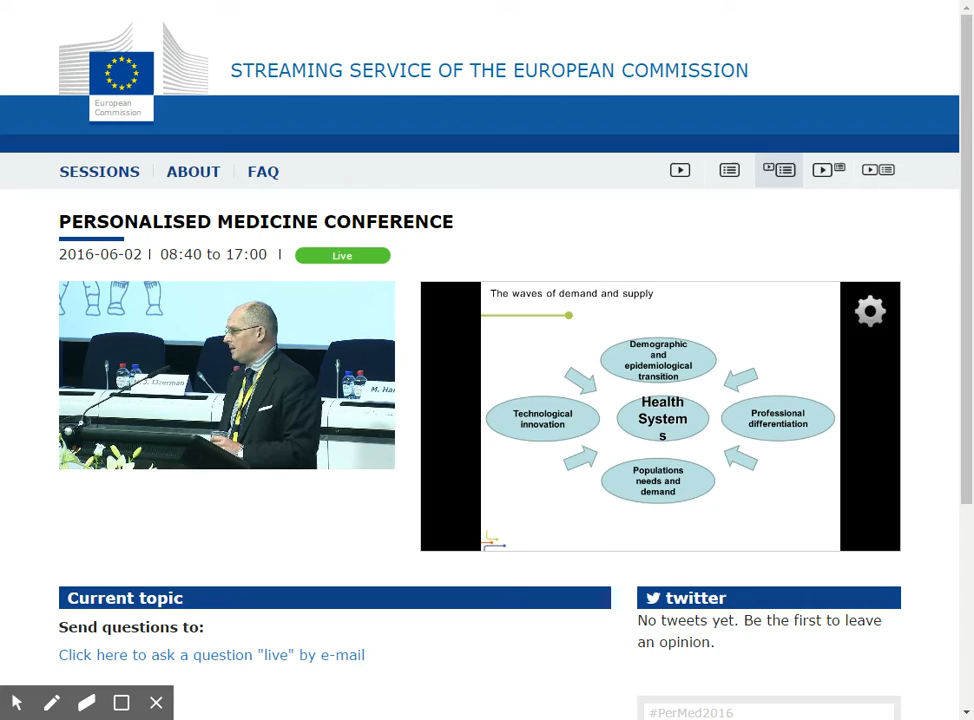 European
Commission
STREAMING SERVICE OF THE EUROPEAN COMMISSION
SESSIONS ABOUT FAQ
PERSONALISED MEDICINE CONFERENCE
2016-06-02 I 08:40 to 17:00 I Live
The waves of demand and supply
Demographic
and
epidemiological
transition
Technological
innovation
Health
System
s
Professional
differentiation
Populations
needs and
demand
Current topic
Send questions to:
Click here to ask a question "live" by e-mail
twitter
No tweets yet. Be the first to leave
an opinion.
#PerMed2016